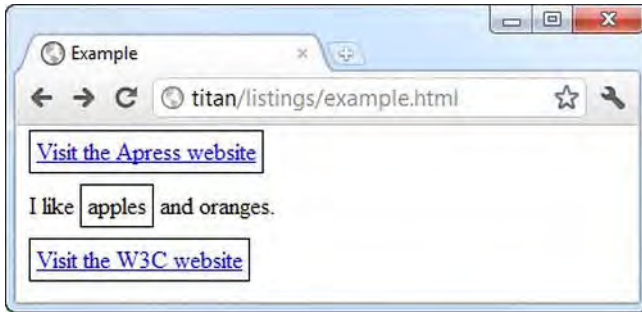 Example
titan/listings/example.html
Visit the Apress website
I like apples and oranges.
Visit the W3C website